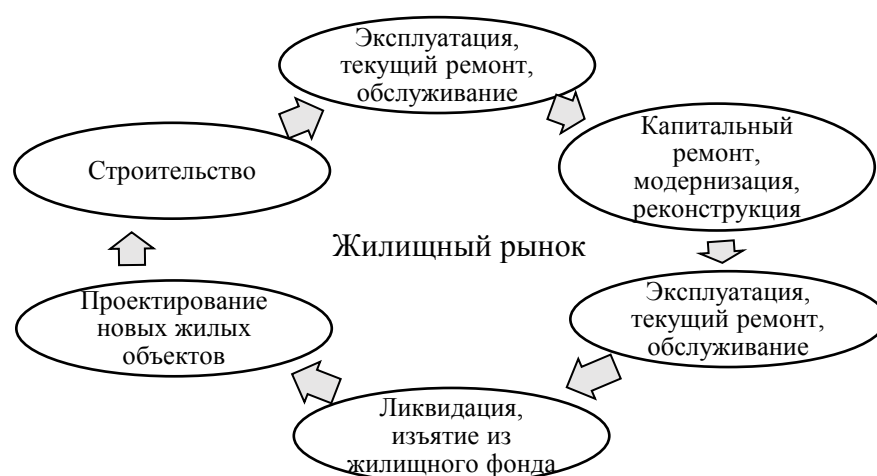 Эксплуатация,
текущий ремонт,
обслуживание
Капитальный
ремонт,
модернизация,
реконструкция
Строительство
Жилищный рынок
Эксплуатация,
текущий ремонт,
обслуживание
Проектирование
новых жилых
объектов
Ликвидация,
изъятие из
жилищного фонда